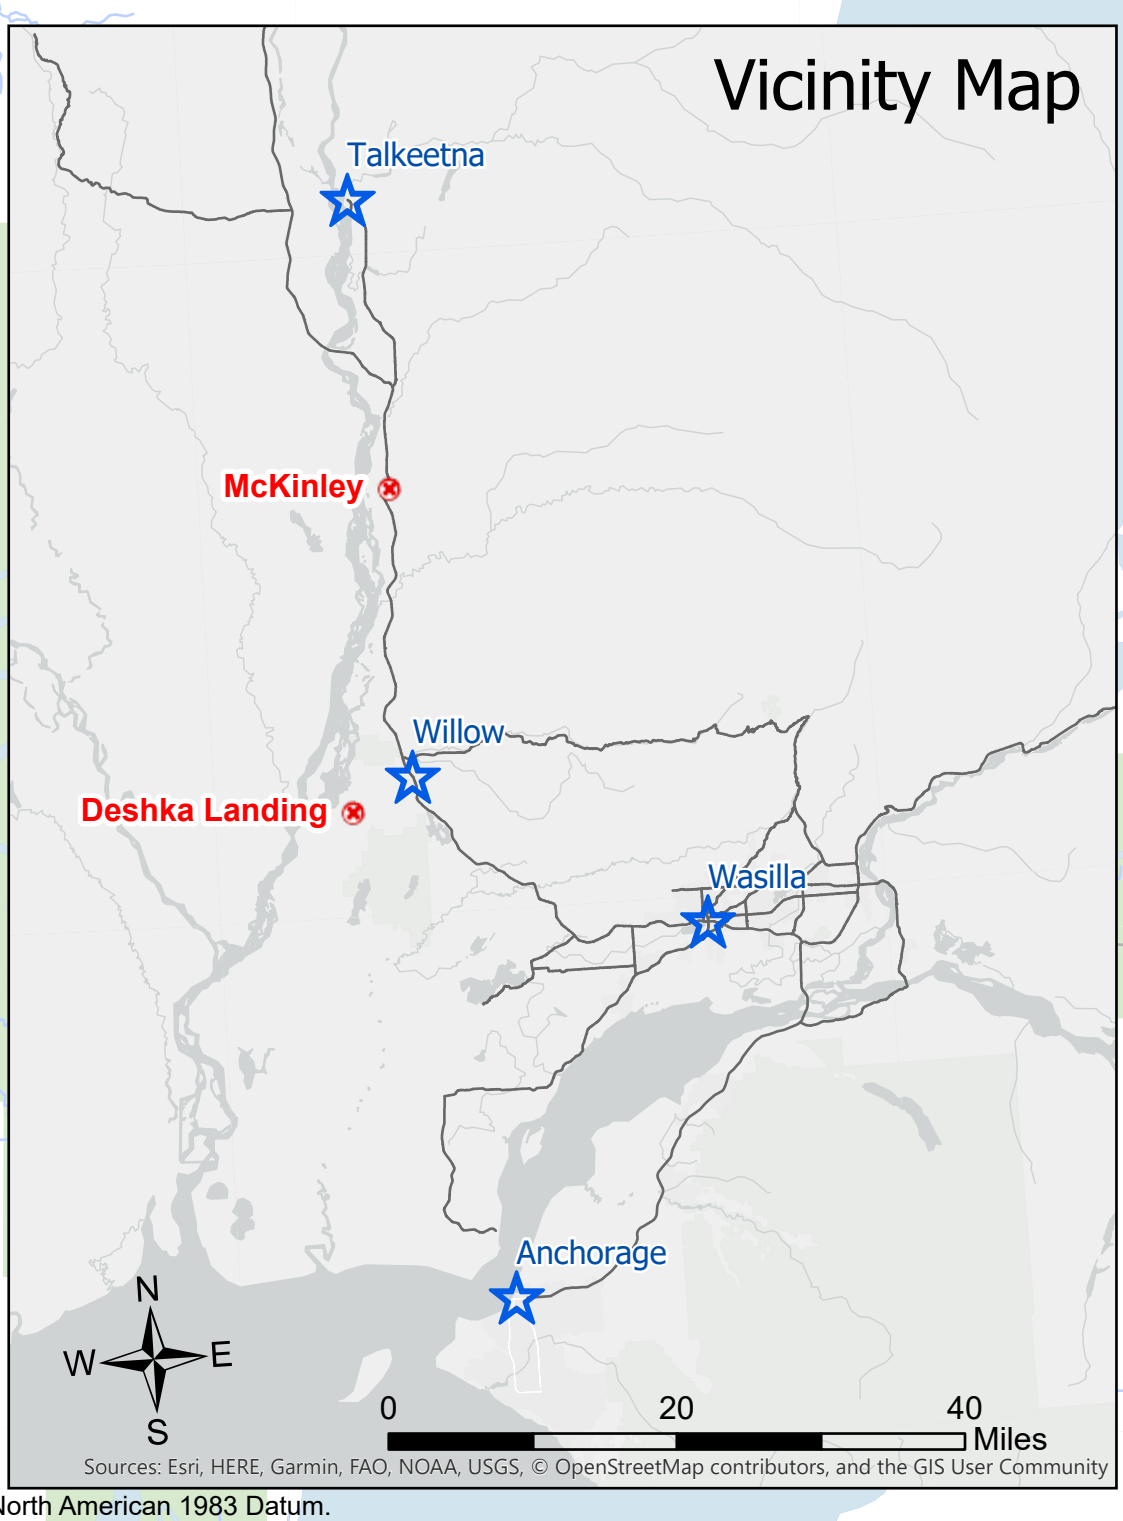 Vicinity Map
Talkeetna
McKinley
Willow
Deshka Landing
Wasilla
Anchorage
N
W E
S
0 20 40
Miles
Sources: Esri, HERE, Garmin, FAO, NOAA, USGS, © OpenStreetMap contributors, and the GIS User Community
North American 1983 Datum.